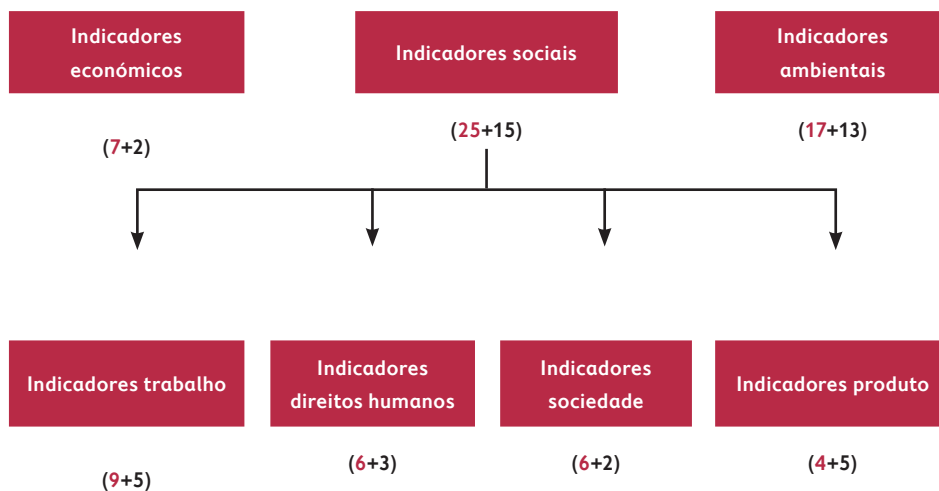 Indicadores
económicos
Indicadores sociais
Indicadores
ambientais
(7+2)
(25+15)
(17+13)
Indicadores trabalho
Indicadores
direitos humanos
Indicadores
sociedade
Indicadores produto
(9+5)
(6+3)
(6+2)
(4+5)